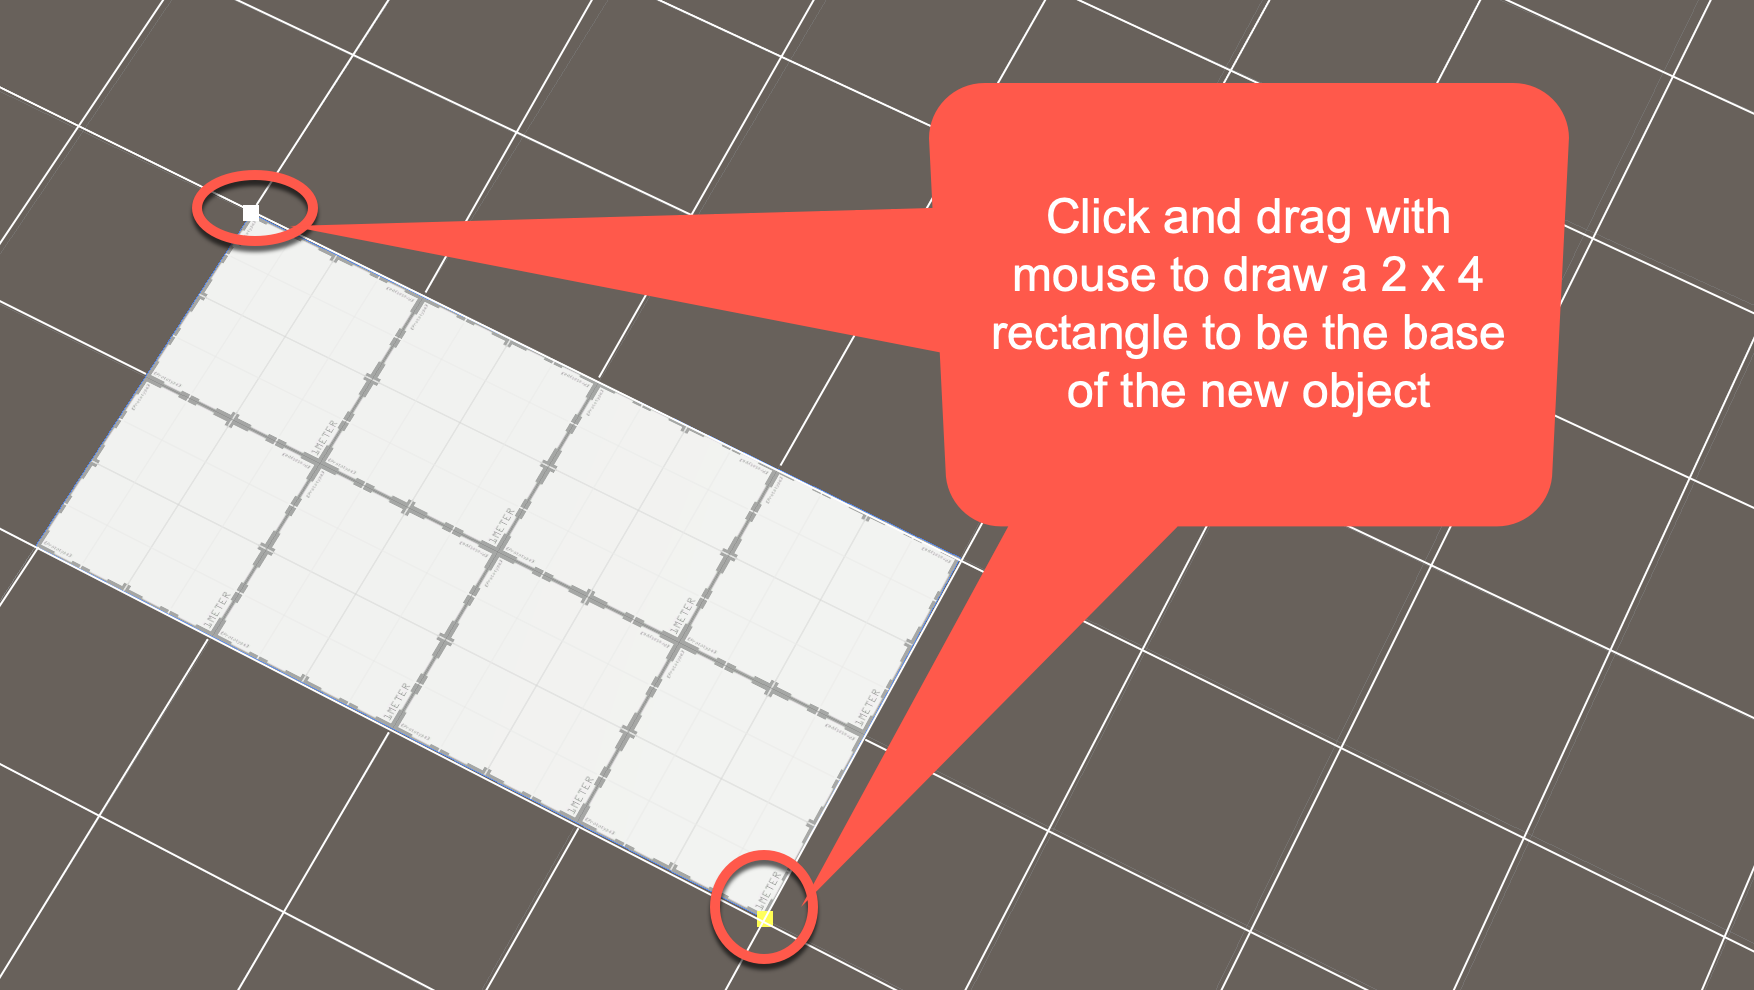 Click and drag with
mouse to draw a 2 x 4
rectangle to be the base
of the new object
1METER
1METER
1METER
1METER
1METER
1METER
1METER
1METER